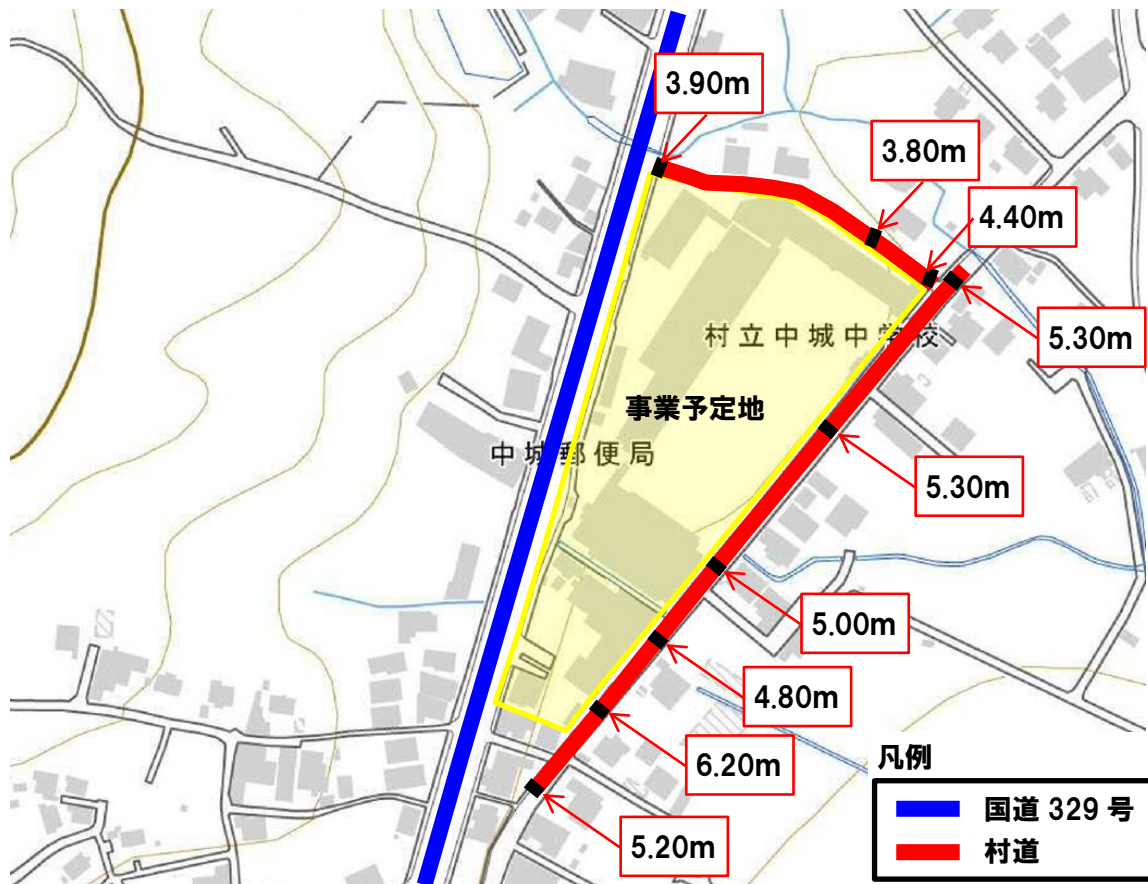 3.90m
3.80m
4.40m
5.30m
村立中城中学校
事業予定地
中城郵便局
5.30m
5.00m
4.80m
6.20m
5.20m
凡例
国道 329 号
村道